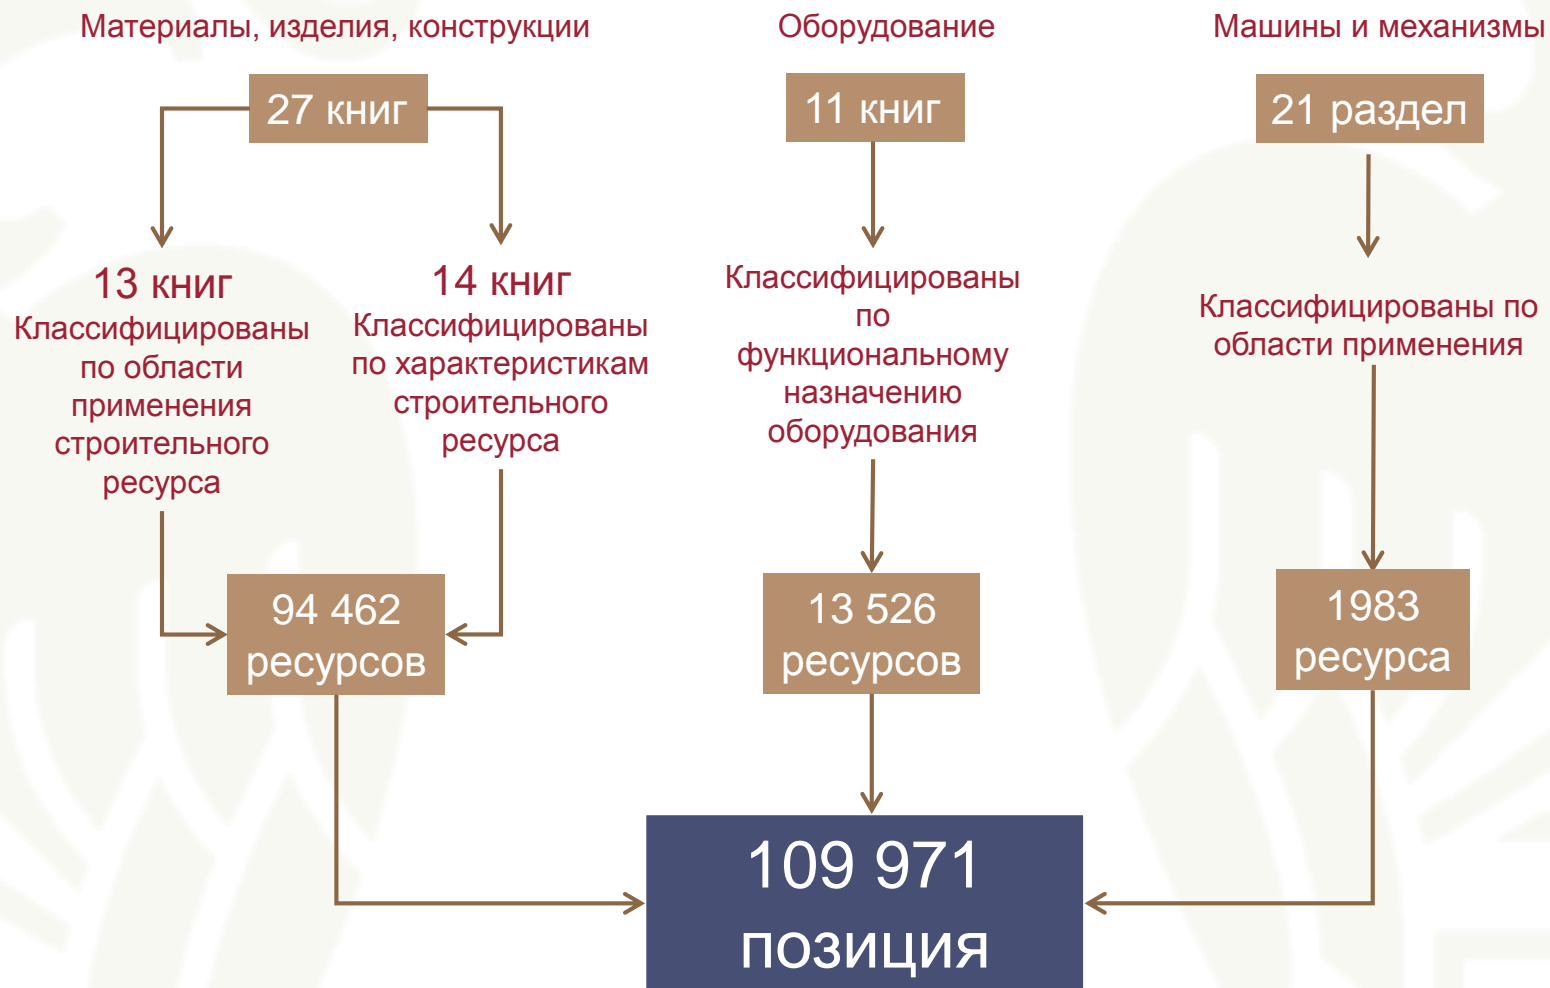 Материалы, изделия, конструкции
27 книг
13 книг
Классифицированы
по области
применения
строительного
ресурса
14 книг
Классифицированы
по характеристикам
строительного
ресурса
94 462
ресурсов
Оборудование
11 книг
Классифицированы
по
функциональному
назначению
оборудования
13 526
ресурсов
Машины и механизмы
21 раздел
Классифицированы по
области применения
1983
ресурса
109 971
позиция